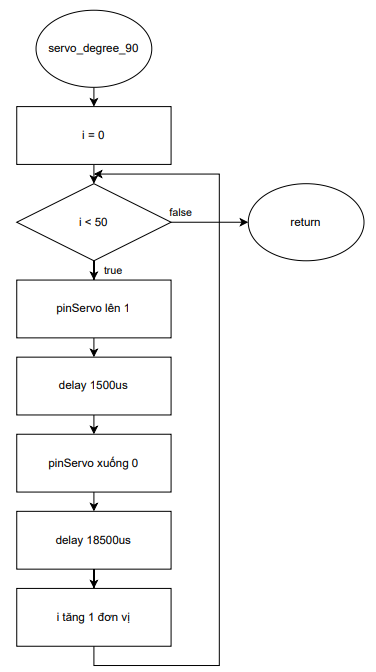 servo_degree_90
i = 0
i < 50
false
return
true
pinServo lên 1
delay 1500us
pinServo xuống 0
delay 18500us
i tăng 1 đơn vị